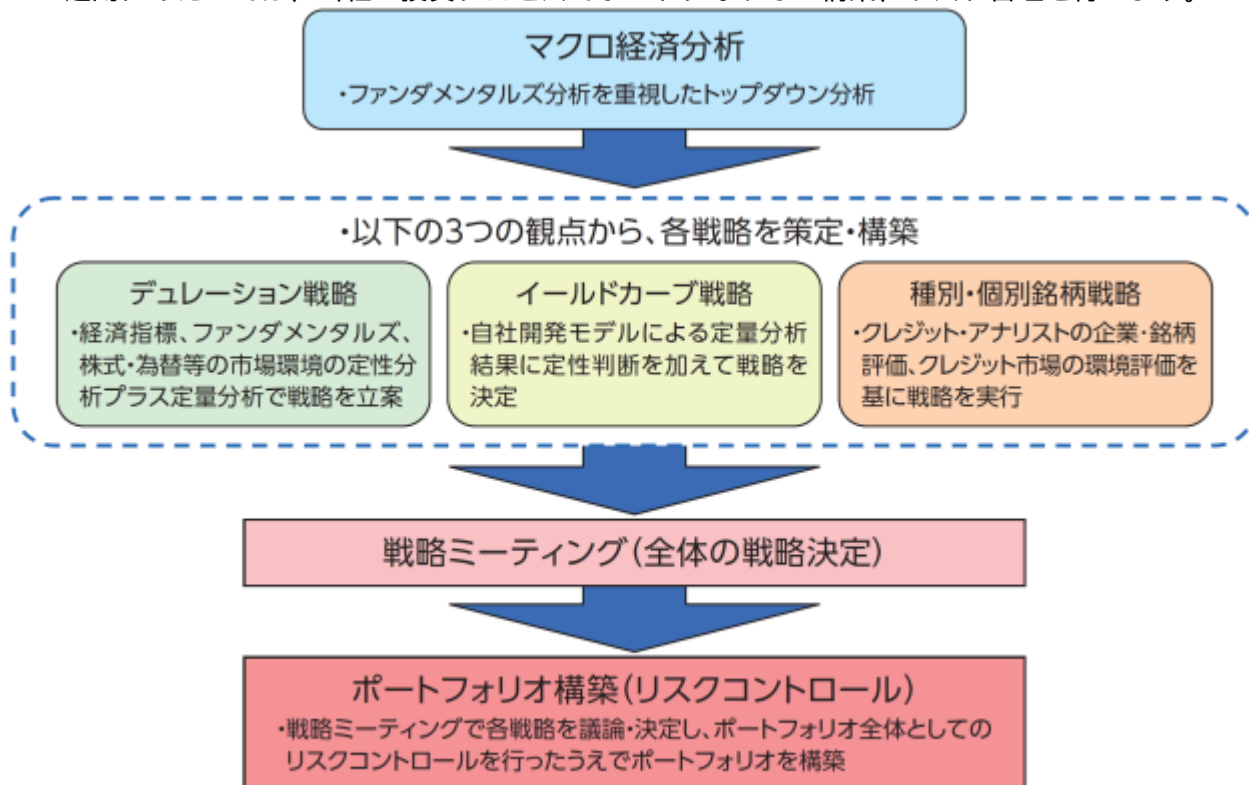 マクロ経済分析
・ファンダメンタルズ分析を重視したトップダウン分析
・以下の3つの観点から、各戦略を策定・構築
デュレーション戦略
・経済指標、ファンダメンタルズ、
株式・為替等の市場環境の定性分
析プラス定量分析で戦略を立案
イールドカーブ戦略
・自社開発モデルによる定量分析
結果に定性判断を加えて戦略を
決定
種別・個別銘柄戦略
・クレジット・アナリストの企業・銘柄
評価、クレジット市場の環境評価を
基に戦略を実行
戦略ミーティング(全体の戦略決定)
ポートフォリオ構築(リスクコントロール)
・戦略ミーティングで各戦略を議論・決定し、ポートフォリオ全体としての
リスクコントロールを行ったうえでポートフォリオを構築